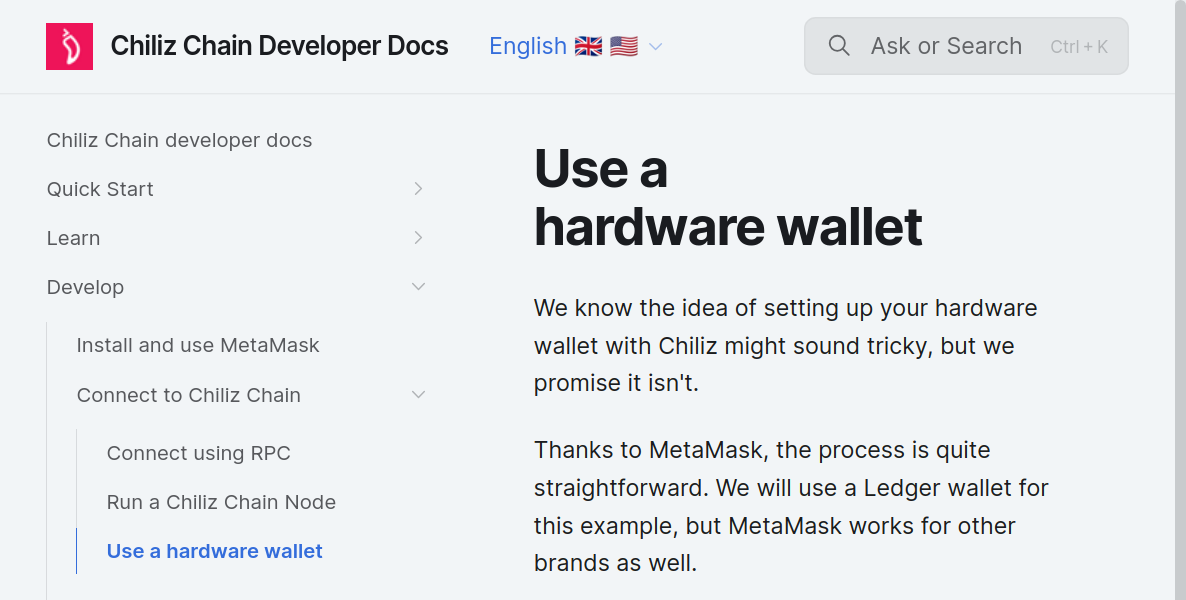 Chiliz Chain Developer Docs
English 🇬🇧 🇺🇸
Ask or Search Ctrl + K
Chiliz Chain developer docs
Quick Start
Learn
Develop
Install and use MetaMask
Connect to Chiliz Chain
Connect using RPC
Run a Chiliz Chain Node
Use a hardware wallet
Use a
hardware wallet
We know the idea of setting up your hardware
wallet with Chiliz might sound tricky, but we
promise it isn't.
Thanks to MetaMask, the process is quite
straightforward. We will use a Ledger wallet for
this example, but MetaMask works for other
brands as well.